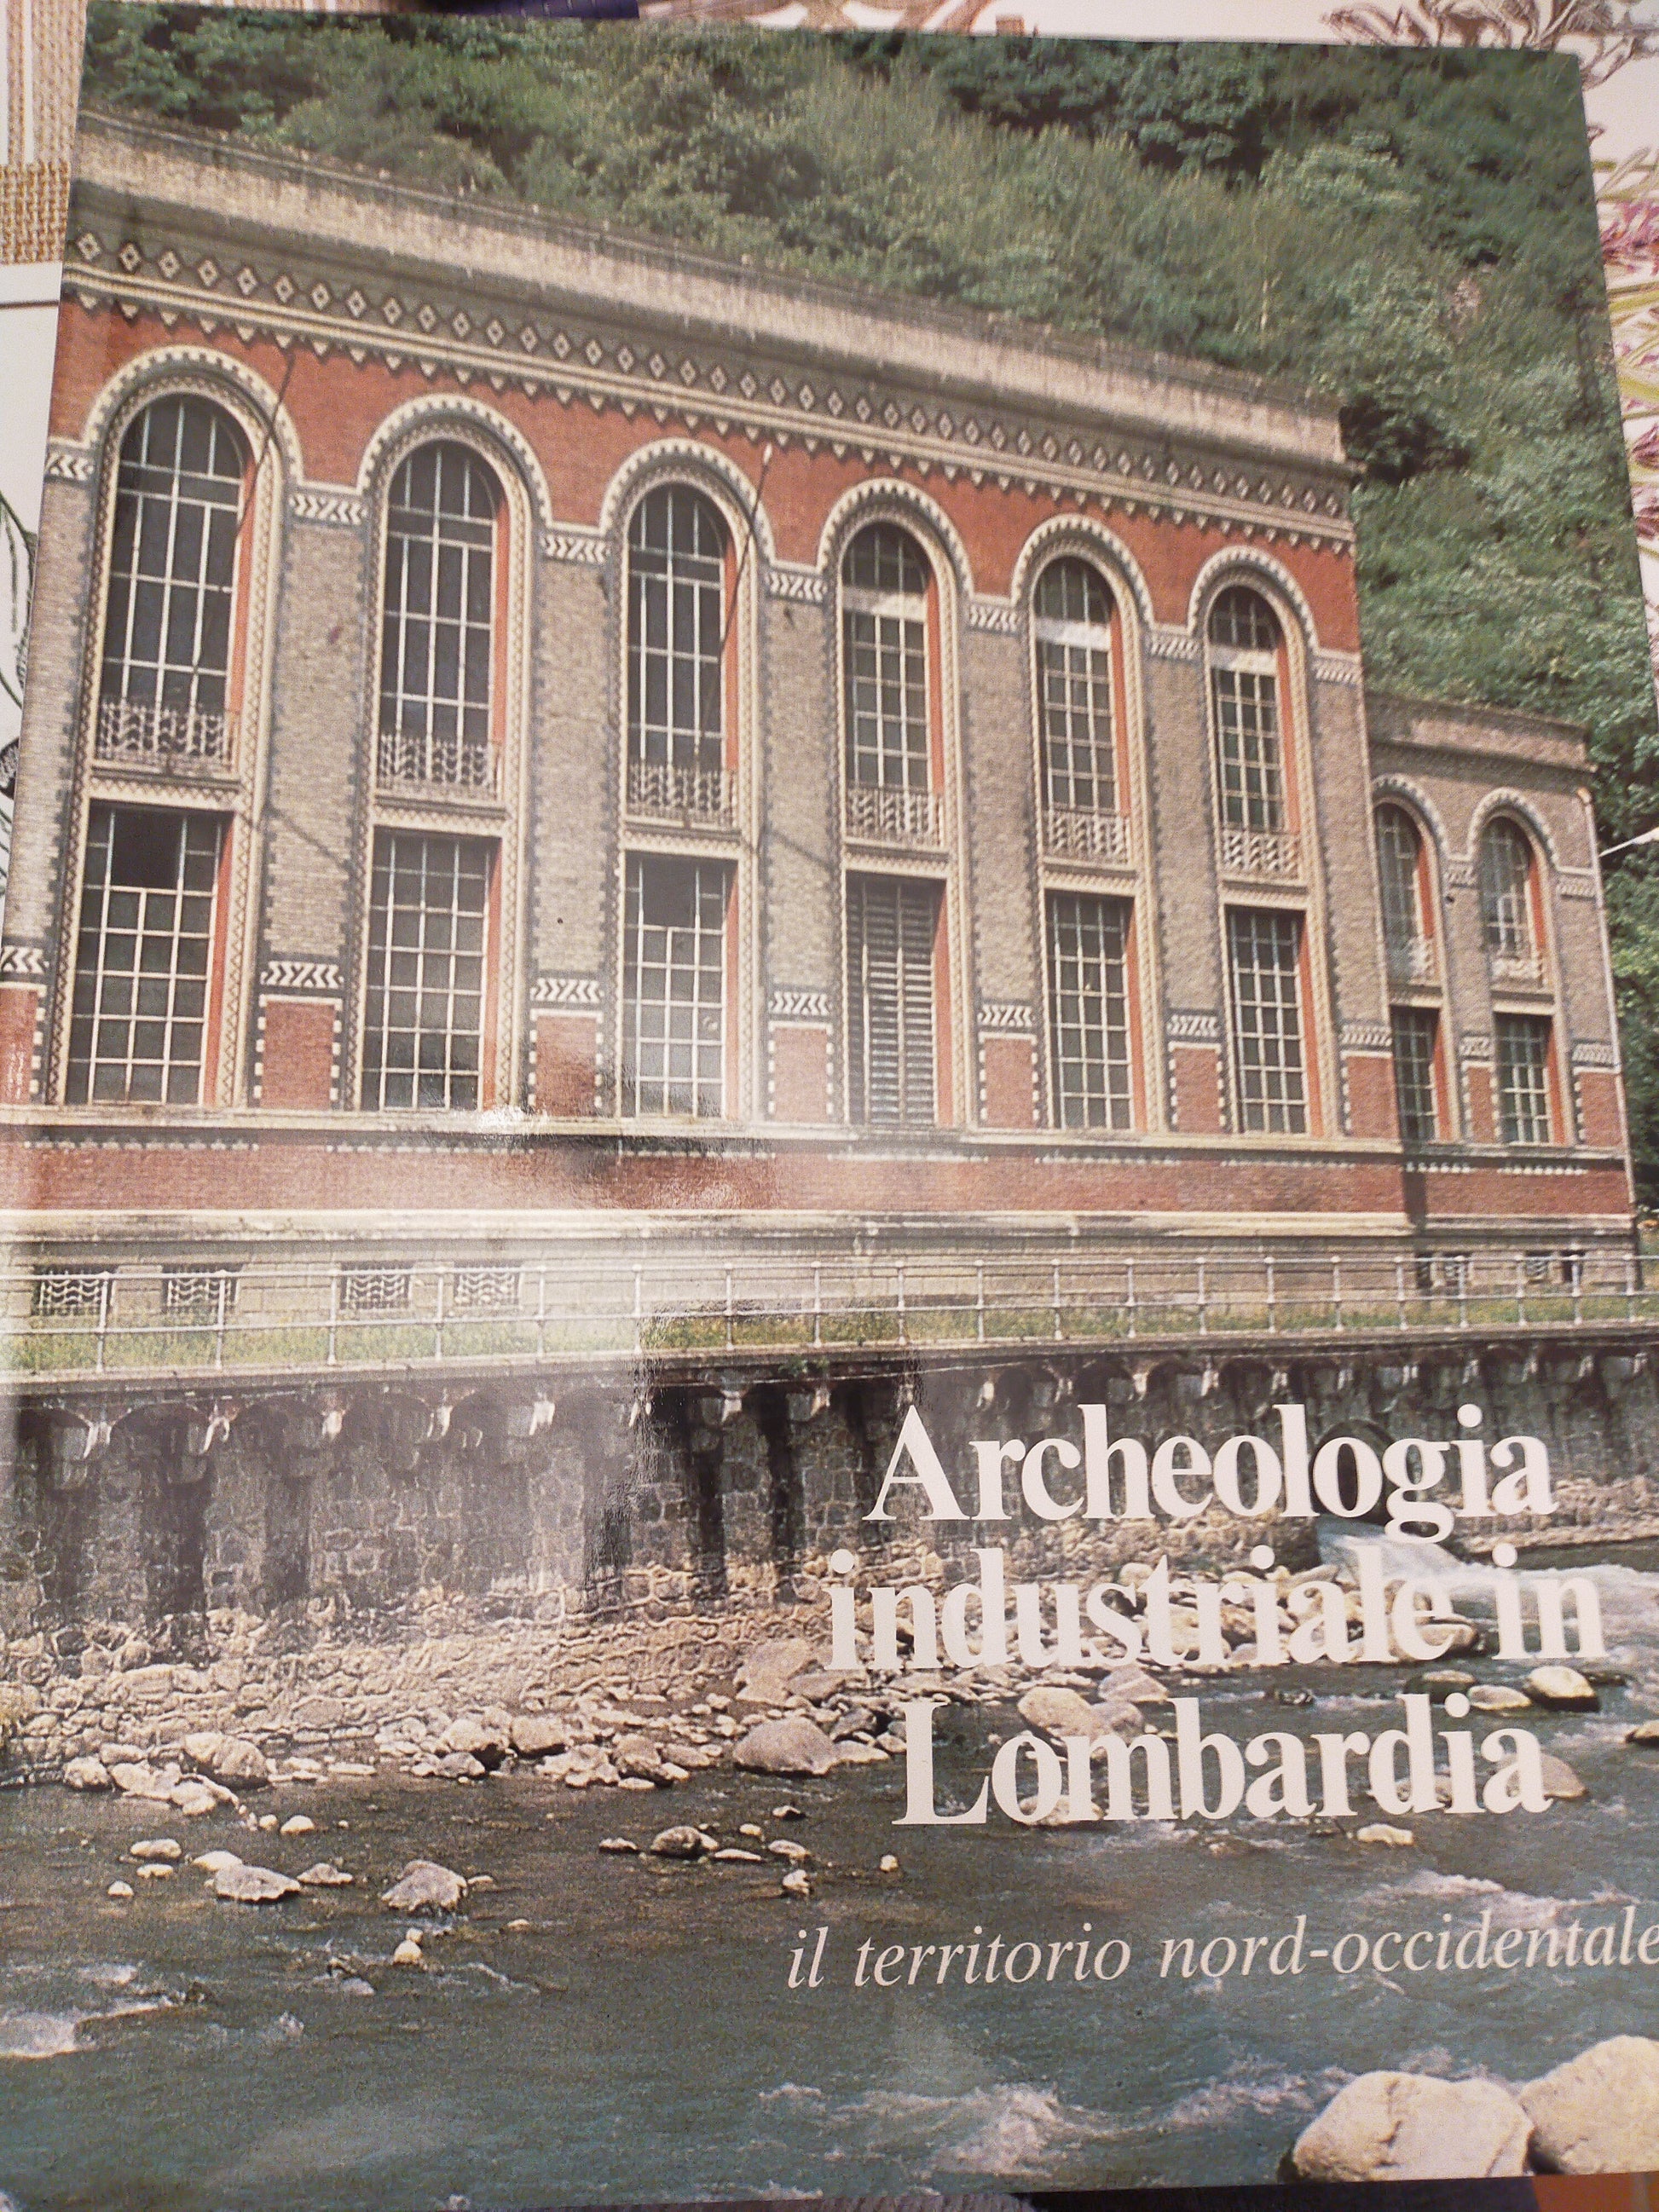 Archeologia
industriale in
Lombardia
il territorio nord-occidentale